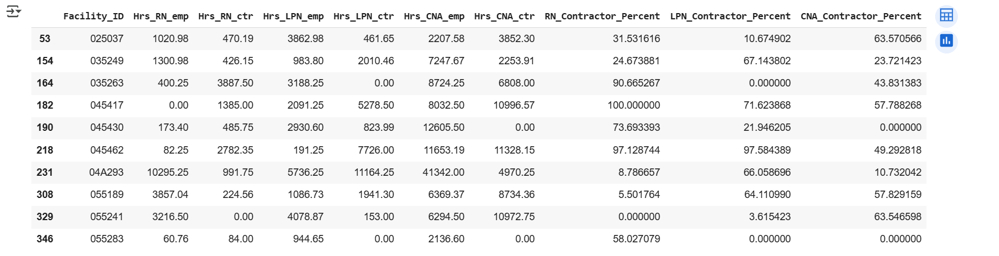 Facility_ID Hrs_RN_emp Hrs_RN_ctr Hrs_LPN_emp Hrs_LPN_ctr Hrs_CNA_emp Hrs_CNA_ctr RN_Contractor_Percent LPN_Contractor_Percent CNA_Contractor_Percent
53 025037 1020.98 470.19 3862.98 461.65 2207.58 3852.30 31.531616 10.674902 63.570566
154 035249 1300.98 426.15 983.80 2010.46 7247.67 2253.91 24.673881 67.143802 23.721423
164 035263 400.25 3887.50 3188.25 0.00 8724.25 6808.00 90.665267 0.000000 43.831383
182 045417 0.00 1385.00 2091.25 5278.50 8032.50 10996.57 100.000000 71.623868 57.788268
190 045430 173.40 485.75 2930.60 823.99 12605.50 0.00 73.693393 21.946205 0.000000
218 045462 82.25 2782.35 191.25 7726.00 11653.19 11328.15 97.128744 97.584389 49.292818
231 04A293 10295.25 991.75 5736.25 11164.25 41342.00 4970.25 8.786657 66.058696 10.732042
308 055189 3857.04 224.56 1086.73 1941.30 6369.37 8734.36 5.501764 64.110990 57.829159
329 055241 3216.50 0.00 4078.87 153.00 6294.50 10972.75 0.000000 3.615423 63.546598
346 055283 60.76 84.00 944.65 0.00 2136.60 0.00 58.027079 0.000000 0.000000